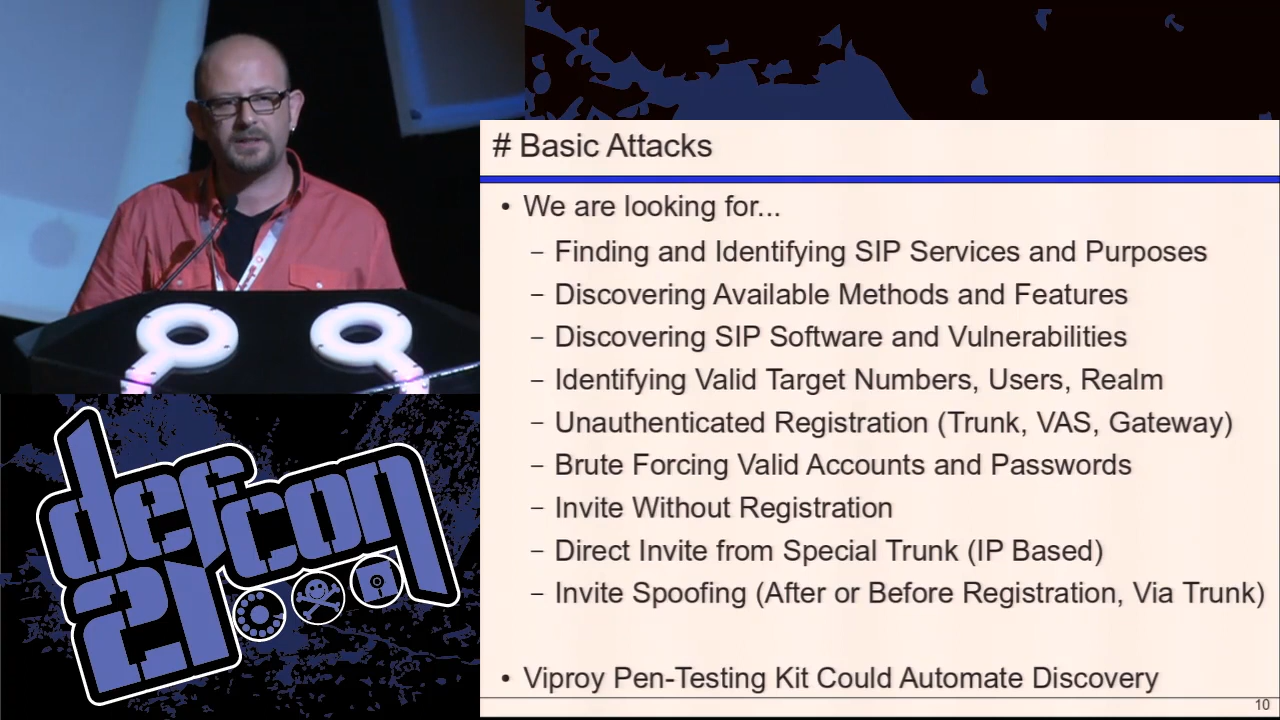 # Basic Attacks
• We are looking for...
– Finding and Identifying SIP Services and Purposes
– Discovering Available Methods and Features
– Discovering SIP Software and Vulnerabilities
– Identifying Valid Target Numbers, Users, Realm
– Unauthenticated Registration (Trunk, VAS, Gateway)
– Brute Forcing Valid Accounts and Passwords
– Invite Without Registration
– Direct Invite from Special Trunk (IP Based)
– Invite Spoofing (After or Before Registration, Via Trunk)
• Viproy Pen-Testing Kit Could Automate Discovery
10
defcon
21